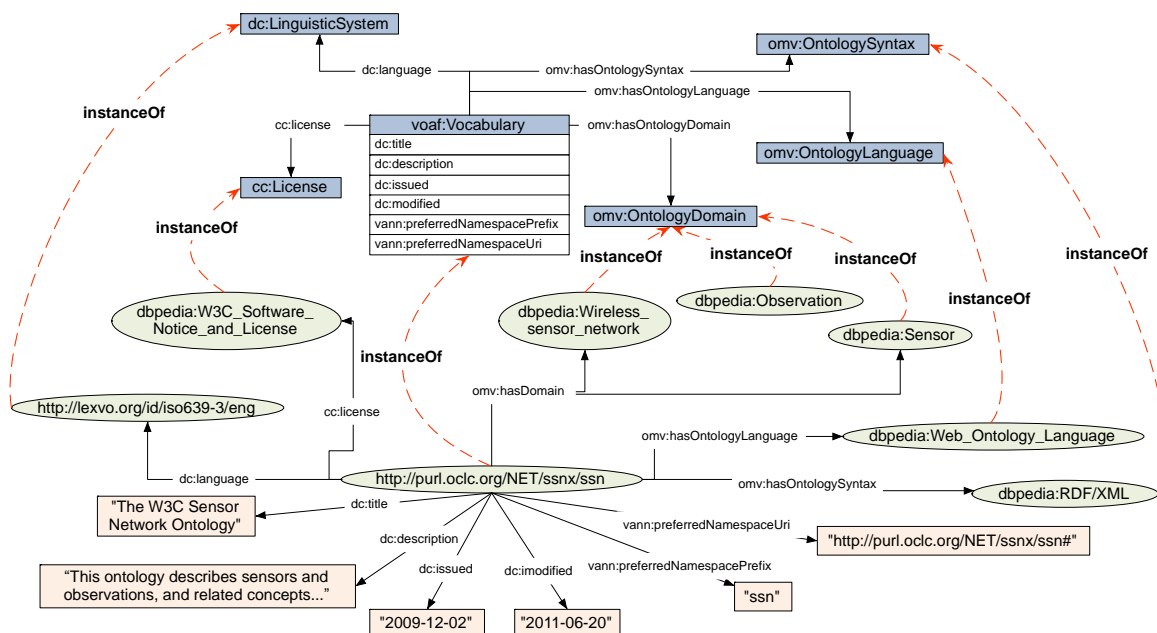 dc:LinguisticSystem
omv:OntologySyntax
dc:language
omv:hasOntologySyntax
omv:hasOntologyLanguage
instanceOf
cc:license
voaf:Vocabulary
omv:hasOntologyDomain
dc:title
dc:description
dc:issued
dc:modified
vann:preferredNamespacePrefix
vann:preferredNamespaceUri
omv:OntologyLanguage
cc:License
omv:OntologyDomain
instanceOf
instanceOf
instanceOf
instanceOf
instanceOf
dbpedia:W3C_Software_
Notice_and_License
dbpedia:Wireless_
sensor_network
dbpedia:Observation
dbpedia:Sensor
instanceOf
instanceOf
omv:hasDomain
http://lexvo.org/id/iso639-3/eng
cc:license
omv:hasOntologyLanguage
dbpedia:Web_Ontology_Language
dc:language
http://purl.oclc.org/NET/ssnx/ssn
omv:hasOntologySyntax
dbpedia:RDF/XML
"The W3C Sensor
Network Ontology"
dc:title
vann:preferredNamespaceUri
"http://purl.oclc.org/NET/ssnx/ssn#"
dc:description
dc:issued
dc:imodified
vann:preferredNamespacePrefix
“This ontology describes sensors and
observations, and related concepts...”
"ssn"
"2009-12-02"
"2011-06-20"